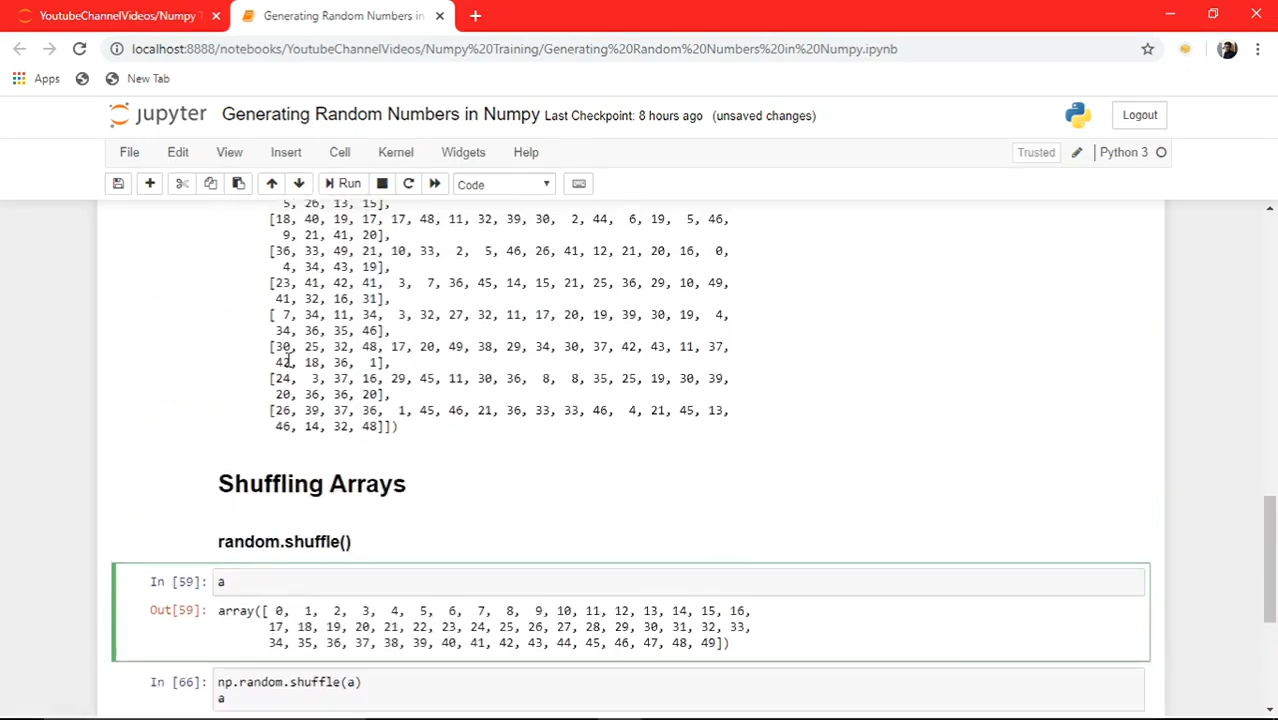 YoutubeChannelVideos/Numpy T
Generating Random Numbers in
localhost:8888/notebooks/YoutubeChannelVideos/Numpy%20Training/Generating%20Random%20Numbers%20in%20Numpy.ipynb
Apps New Tab
jupyter Generating Random Numbers in Numpy Last Checkpoint: 8 hours ago (unsaved changes) Logout
File Edit View Insert Cell Kernel Widgets Help Trusted Python 3
Run Code
5, 26, 13, 15],
[18, 40, 19, 17, 17, 48, 11, 32, 39, 30, 2, 44, 6, 19, 5, 46,
9, 21, 41, 20],
[36, 33, 49, 21, 10, 33, 2, 5, 46, 26, 41, 12, 21, 20, 16, 0,
4, 34, 43, 19],
[23, 41, 42, 41, 3, 7, 36, 45, 14, 15, 21, 25, 36, 29, 10, 49,
41, 32, 16, 31],
[ 7, 34, 11, 34, 3, 32, 27, 32, 11, 17, 20, 19, 39, 30, 19, 4,
34, 36, 35, 46],
[30, 25, 32, 48, 17, 20, 49, 38, 29, 34, 30, 37, 42, 43, 11, 37,
42, 18, 36, 1],
[24, 3, 37, 16, 29, 45, 11, 30, 36, 8, 8, 35, 25, 19, 30, 39,
20, 36, 36, 20],
[26, 39, 37, 36, 1, 45, 46, 21, 36, 33, 33, 46, 4, 21, 45, 13,
46, 14, 32, 48]])
Shuffling Arrays
random.shuffle()
In [59]: a
Out[59]: array([ 0, 1, 2, 3, 4, 5, 6, 7, 8, 9, 10, 11, 12, 13, 14, 15, 16,
17, 18, 19, 20, 21, 22, 23, 24, 25, 26, 27, 28, 29, 30, 31, 32, 33,
34, 35, 36, 37, 38, 39, 40, 41, 42, 43, 44, 45, 46, 47, 48, 49])
In [66]: np.random.shuffle(a)
a